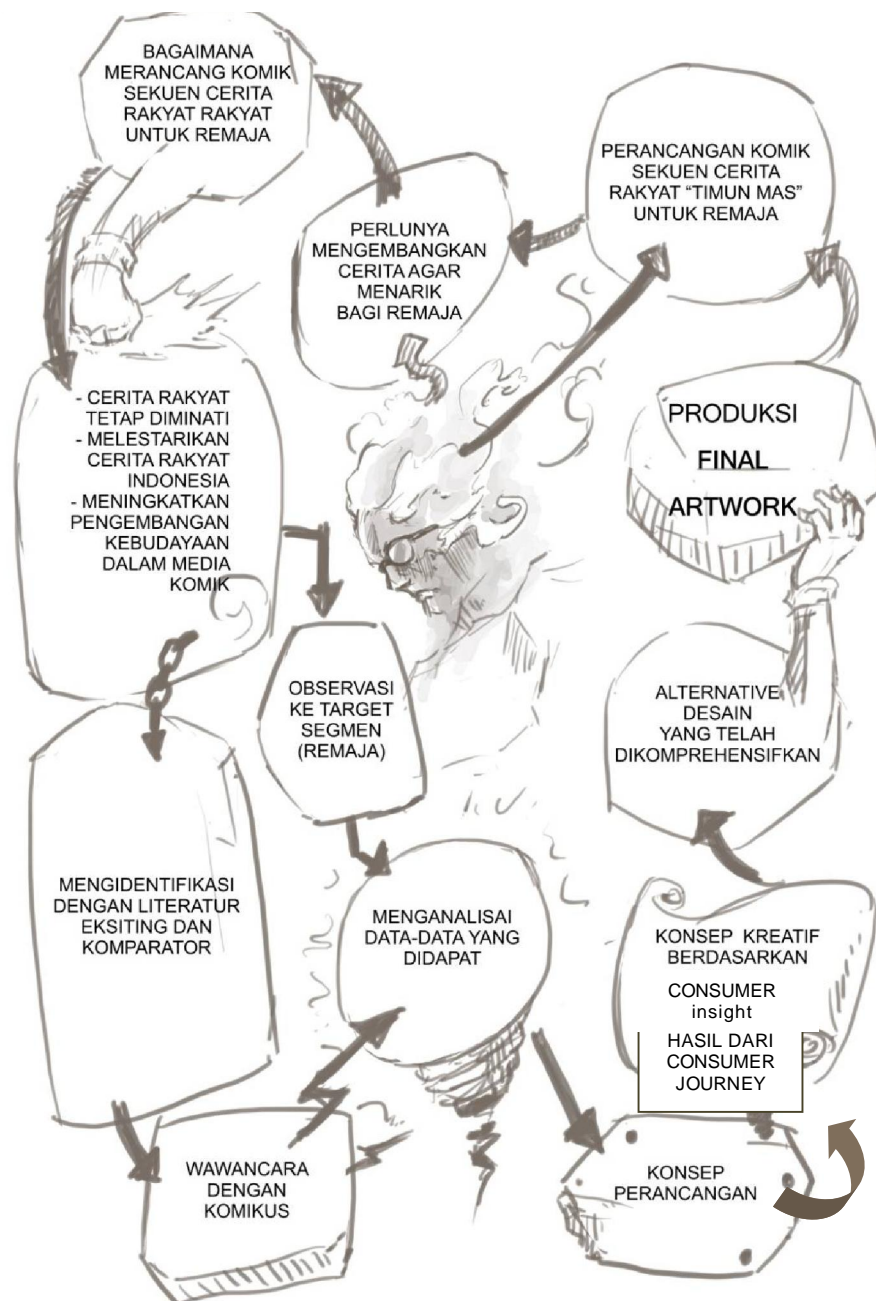 BAGAIMANA
MERANCANG KOMIK
SEKUEN CERITA
RAKYAT RAKYAT
UNTUK REMAJA
PERANCANGAN KOMIK
SEKUEN CERITA
RAKYAT “TIMUN MAS”
UNTUK REMAJA
PERLUNYA
MENGEMBANGKAN
CERITA AGAR
MENARIK
BAGI REMAJA
- CERITA RAKYAT
TETAP DIMINATI
- MELESTARIKAN
CERITA RAKYAT
INDONESIA
- MENINGKATKAN
PENGEMBANGAN
KEBUDAYAAN
DALAM MEDIA
KOMIK
PRODUKSI
FINAL
ARTWORK
OBSERVASI
KE TARGET
SEGMEN
(REMAJA)
ALTERNATIVE
DESAIN
YANG TELAH
DIKOMPREHENSIFKAN
MENGIDENTIFIKASI
DENGAN LITERATUR
EKSITING DAN
KOMPARATOR
MENGANALISAI
DATA-DATA YANG
DIDAPAT
KONSEP KREATIF
BERDASARKAN
CONSUMER
insight
HASIL DARI
CONSUMER
JOURNEY
WAWANCARA
DENGAN
KOMIKUS
KONSEP
PERANCANGAN